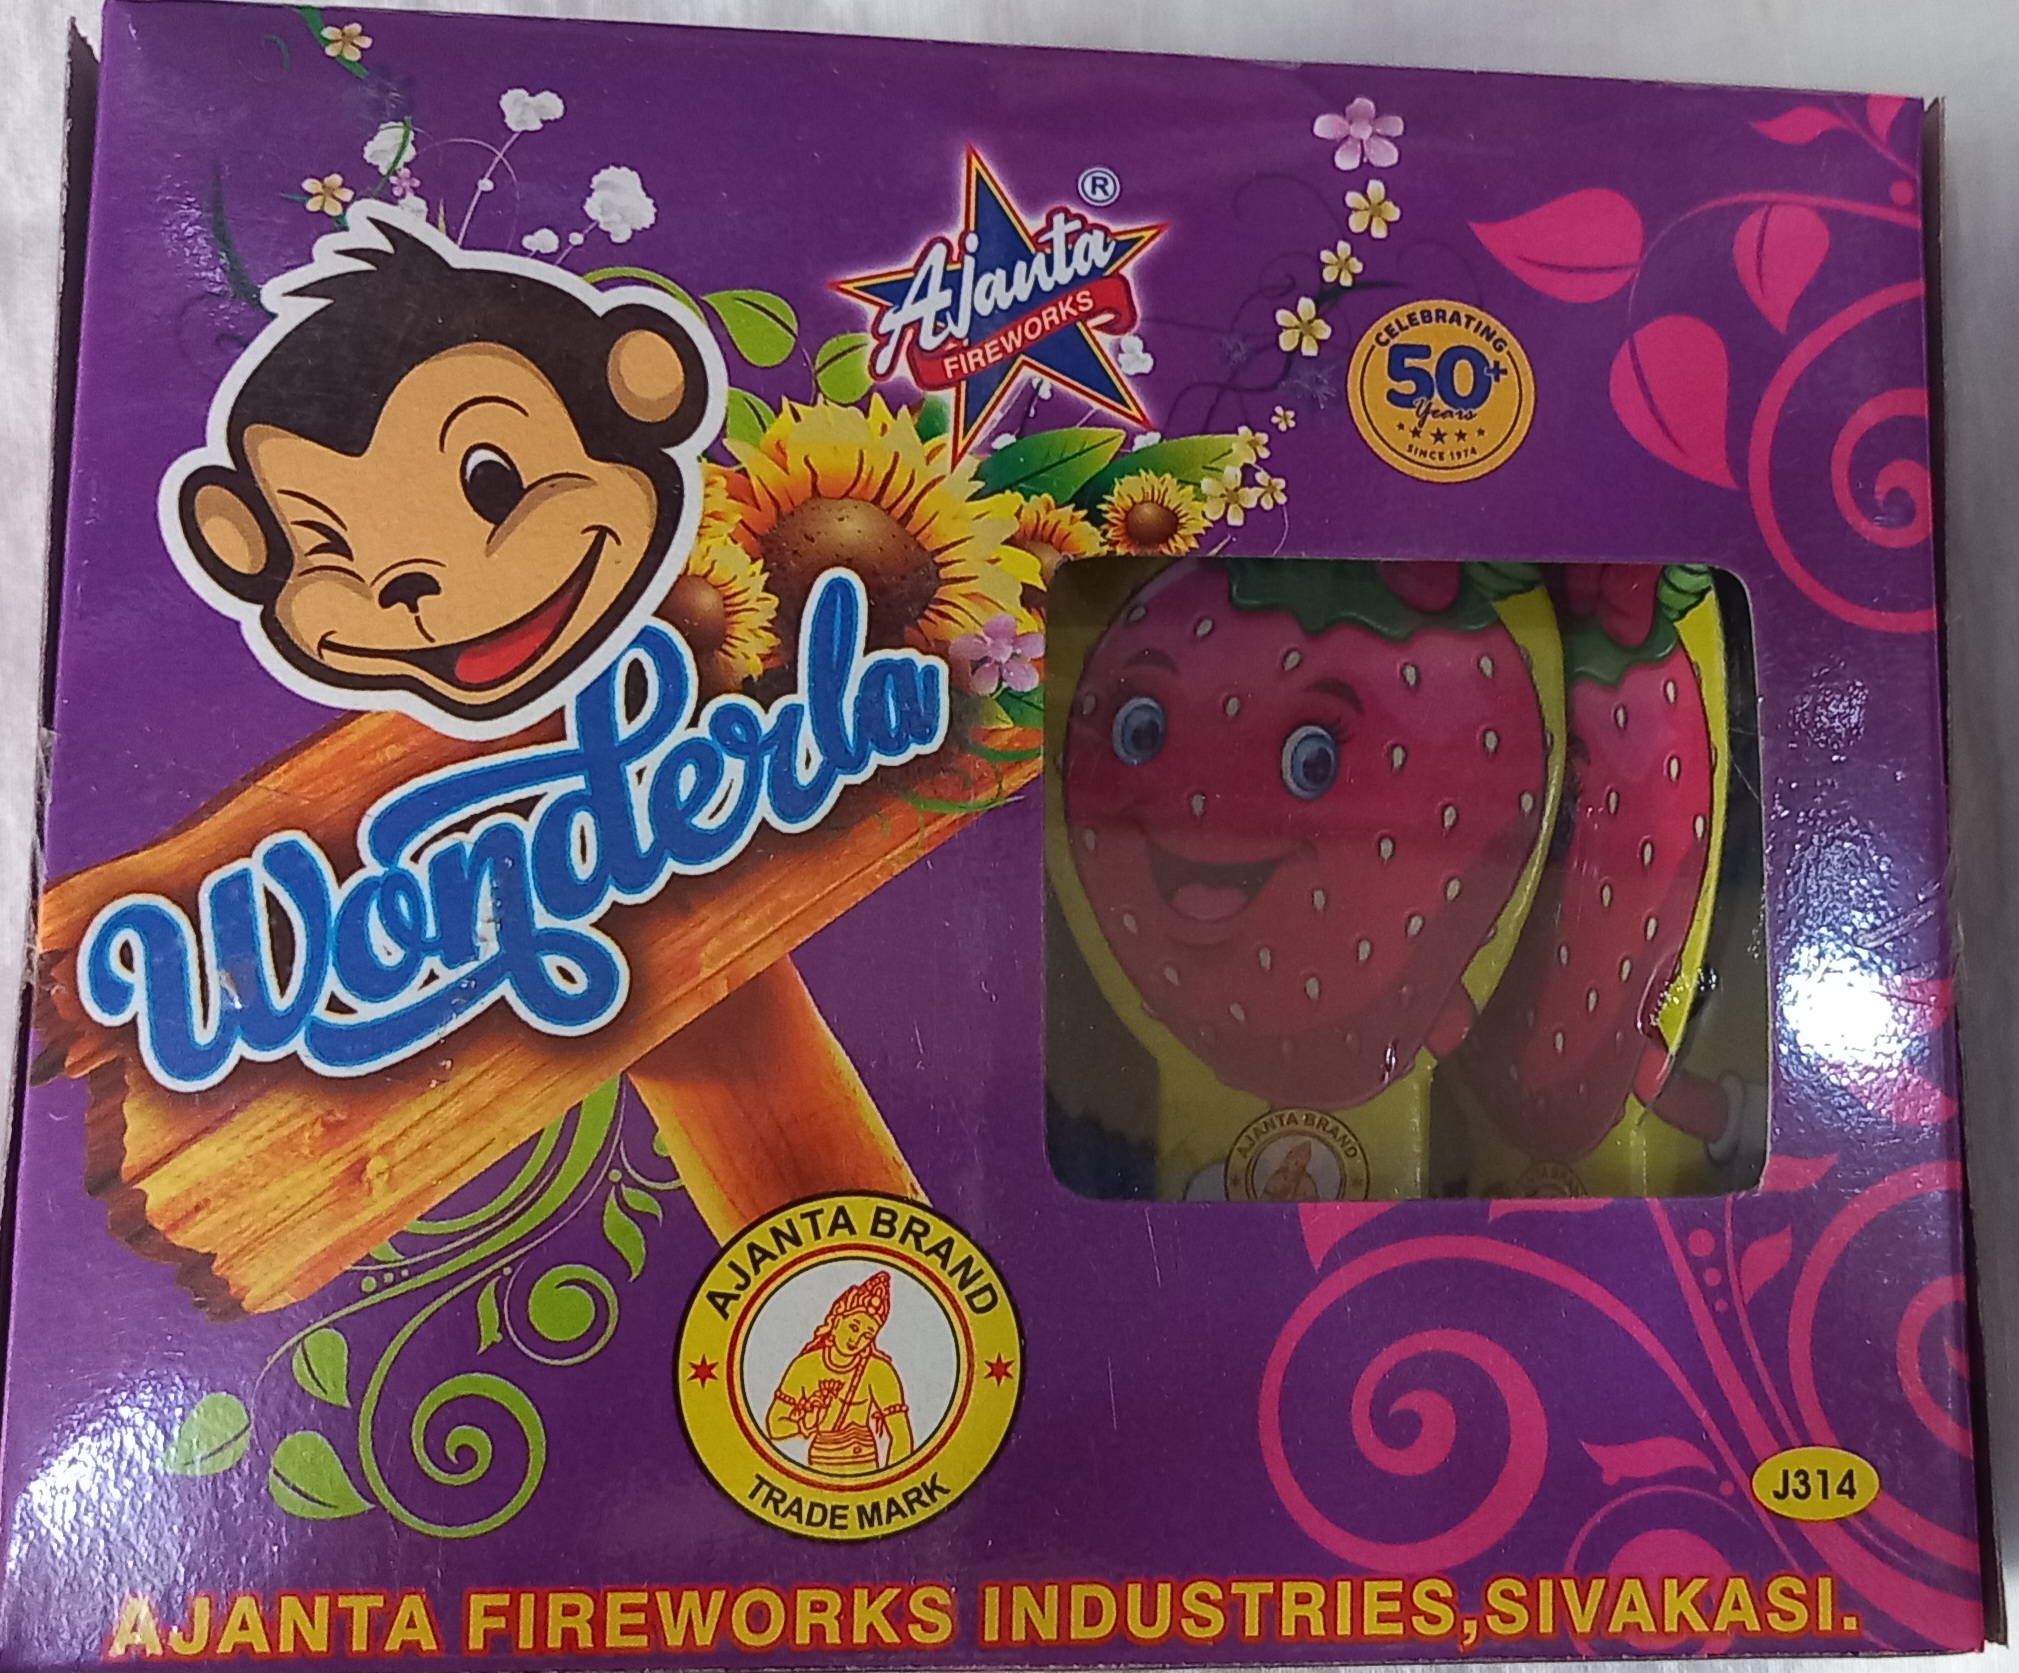 Ajanta ®
FIREWORKS
CELEBRATING
50+
Years
SINCE 1974
Wonderla
AJANTA BRAND
AJANTA BRAND
TRADE MARK
J314
AJANTA FIREWORKS INDUSTRIES,SIVAKASI.